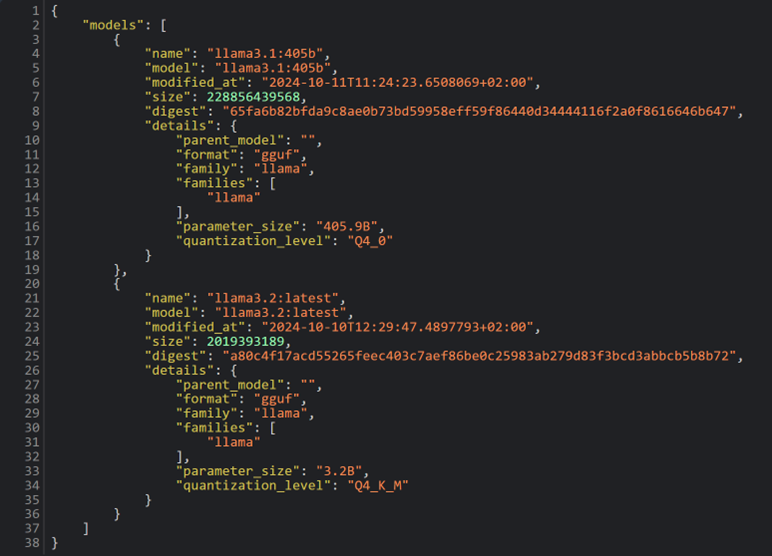 1 {
2     "models": [
3         {
4             "name": "llama3.1:405b",
5             "model": "llama3.1:405b",
6             "modified_at": "2024-10-11T11:24:23.6508069+02:00",
7             "size": 228856439568,
8             "digest": "65fa6b82bfda9c8ae0b73bd59958eff59f86440d34444116f2a0f8616646b647",
9             "details": {
10                 "parent_model": "",
11                 "format": "gguf",
12                 "family": "llama",
13                 "families": [
14                     "llama"
15                 ],
16                 "parameter_size": "405.9B",
17                 "quantization_level": "Q4_0"
18             }
19         },
20         {
21             "name": "llama3.2:latest",
22             "model": "llama3.2:latest",
23             "modified_at": "2024-10-10T12:29:47.4897793+02:00",
24             "size": 2019393189,
25             "digest": "a80c4f17acd55265feec403c7aef86be0c25983ab279d83f3bcd3abbcb5b8b72",
26             "details": {
27                 "parent_model": "",
28                 "format": "gguf",
29                 "family": "llama",
30                 "families": [
31                     "llama"
32                 ],
33                 "parameter_size": "3.2B",
34                 "quantization_level": "Q4_K_M"
35             }
36         }
37     ]
38 }